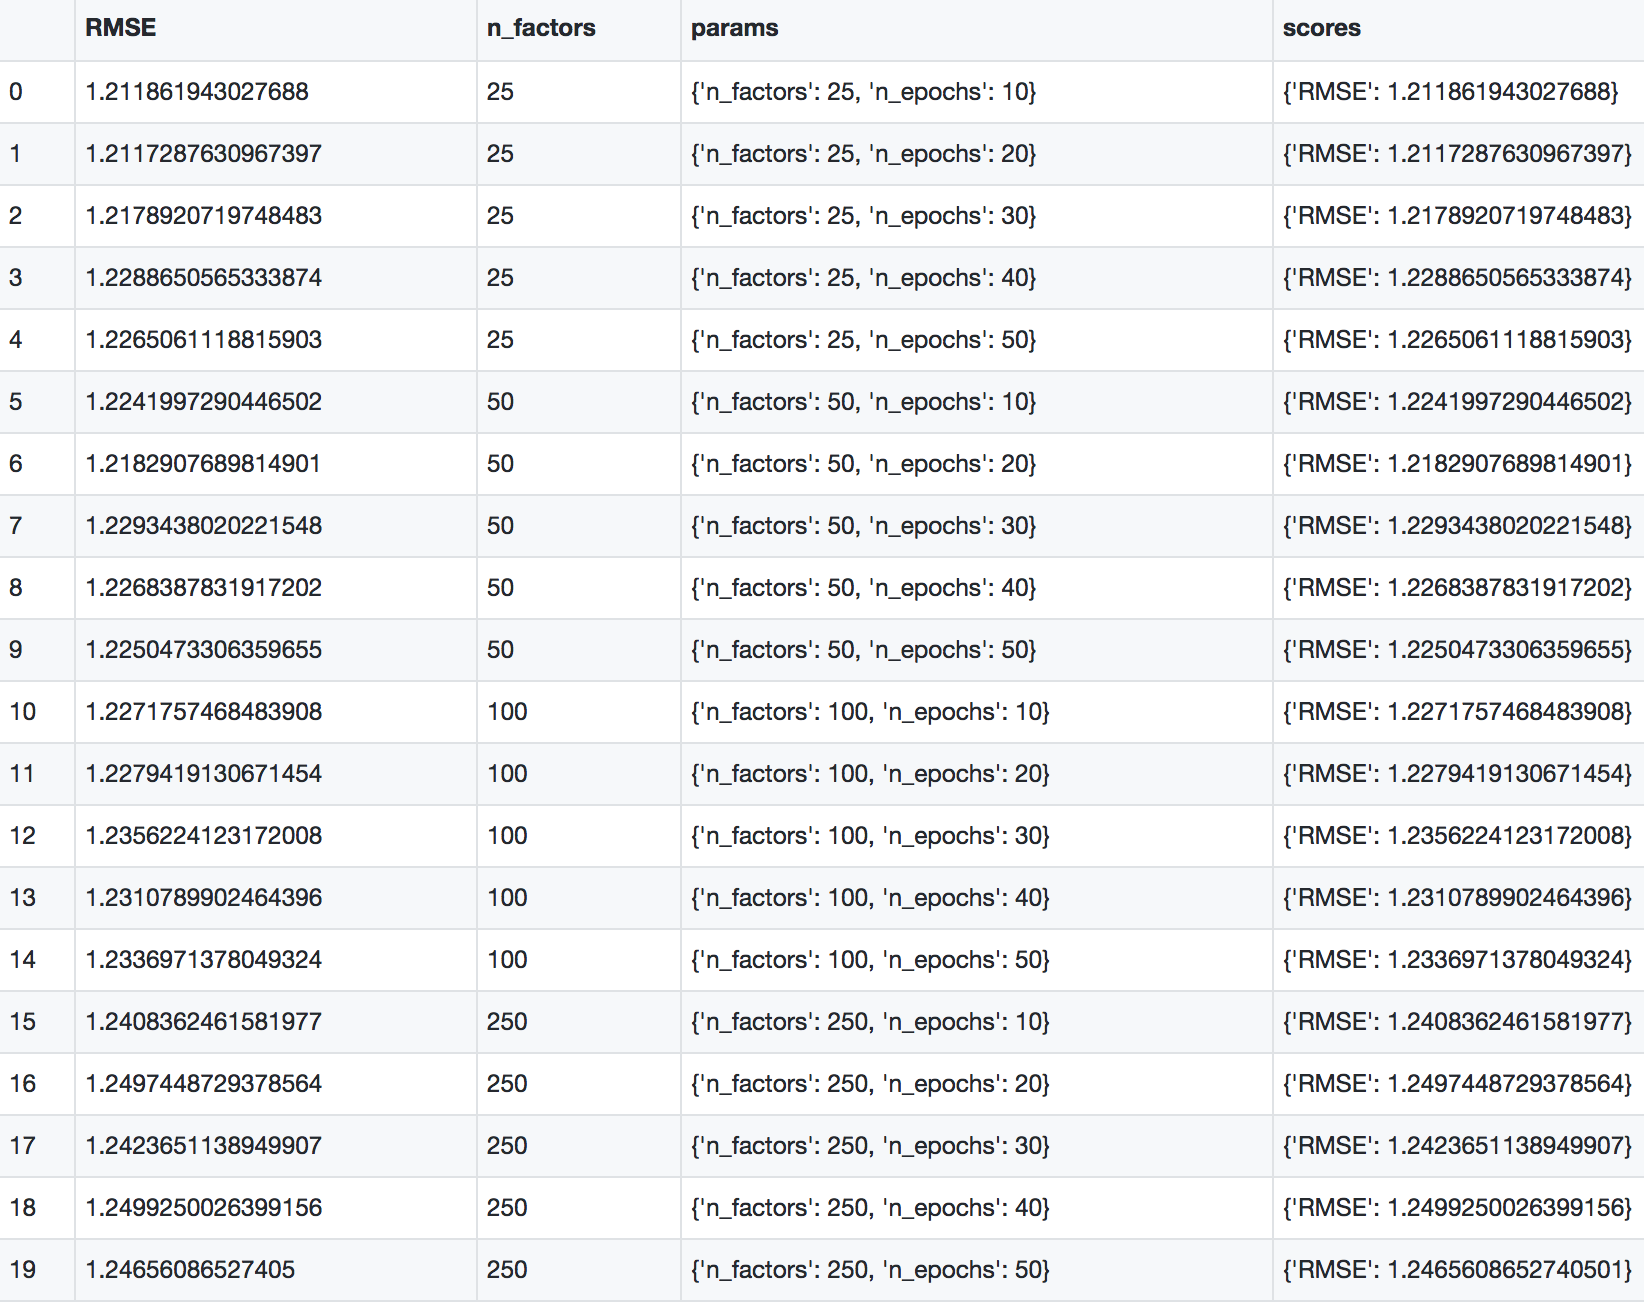 RMSE n_factors params scores
0 1.211861943027688 25 {'n_factors': 25, 'n_epochs': 10} {'RMSE': 1.211861943027688}
1 1.2117287630967397 25 {'n_factors': 25, 'n_epochs': 20} {'RMSE': 1.2117287630967397}
2 1.2178920719748483 25 {'n_factors': 25, 'n_epochs': 30} {'RMSE': 1.2178920719748483}
3 1.2288650565333874 25 {'n_factors': 25, 'n_epochs': 40} {'RMSE': 1.2288650565333874}
4 1.2265061118815903 25 {'n_factors': 25, 'n_epochs': 50} {'RMSE': 1.2265061118815903}
5 1.2241997290446502 50 {'n_factors': 50, 'n_epochs': 10} {'RMSE': 1.2241997290446502}
6 1.2182907689814901 50 {'n_factors': 50, 'n_epochs': 20} {'RMSE': 1.2182907689814901}
7 1.2293438020221548 50 {'n_factors': 50, 'n_epochs': 30} {'RMSE': 1.2293438020221548}
8 1.2268387831917202 50 {'n_factors': 50, 'n_epochs': 40} {'RMSE': 1.2268387831917202}
9 1.2250473306359655 50 {'n_factors': 50, 'n_epochs': 50} {'RMSE': 1.2250473306359655}
10 1.2271757468483908 100 {'n_factors': 100, 'n_epochs': 10} {'RMSE': 1.2271757468483908}
11 1.2279419130671454 100 {'n_factors': 100, 'n_epochs': 20} {'RMSE': 1.2279419130671454}
12 1.2356224123172008 100 {'n_factors': 100, 'n_epochs': 30} {'RMSE': 1.2356224123172008}
13 1.2310789902464396 100 {'n_factors': 100, 'n_epochs': 40} {'RMSE': 1.2310789902464396}
14 1.2336971378049324 100 {'n_factors': 100, 'n_epochs': 50} {'RMSE': 1.2336971378049324}
15 1.2408362461581977 250 {'n_factors': 250, 'n_epochs': 10} {'RMSE': 1.2408362461581977}
16 1.2497448729378564 250 {'n_factors': 250, 'n_epochs': 20} {'RMSE': 1.2497448729378564}
17 1.2423651138949907 250 {'n_factors': 250, 'n_epochs': 30} {'RMSE': 1.2423651138949907}
18 1.2499250026399156 250 {'n_factors': 250, 'n_epochs': 40} {'RMSE': 1.2499250026399156}
19 1.24656086527405 250 {'n_factors': 250, 'n_epochs': 50} {'RMSE': 1.2465608652740501}